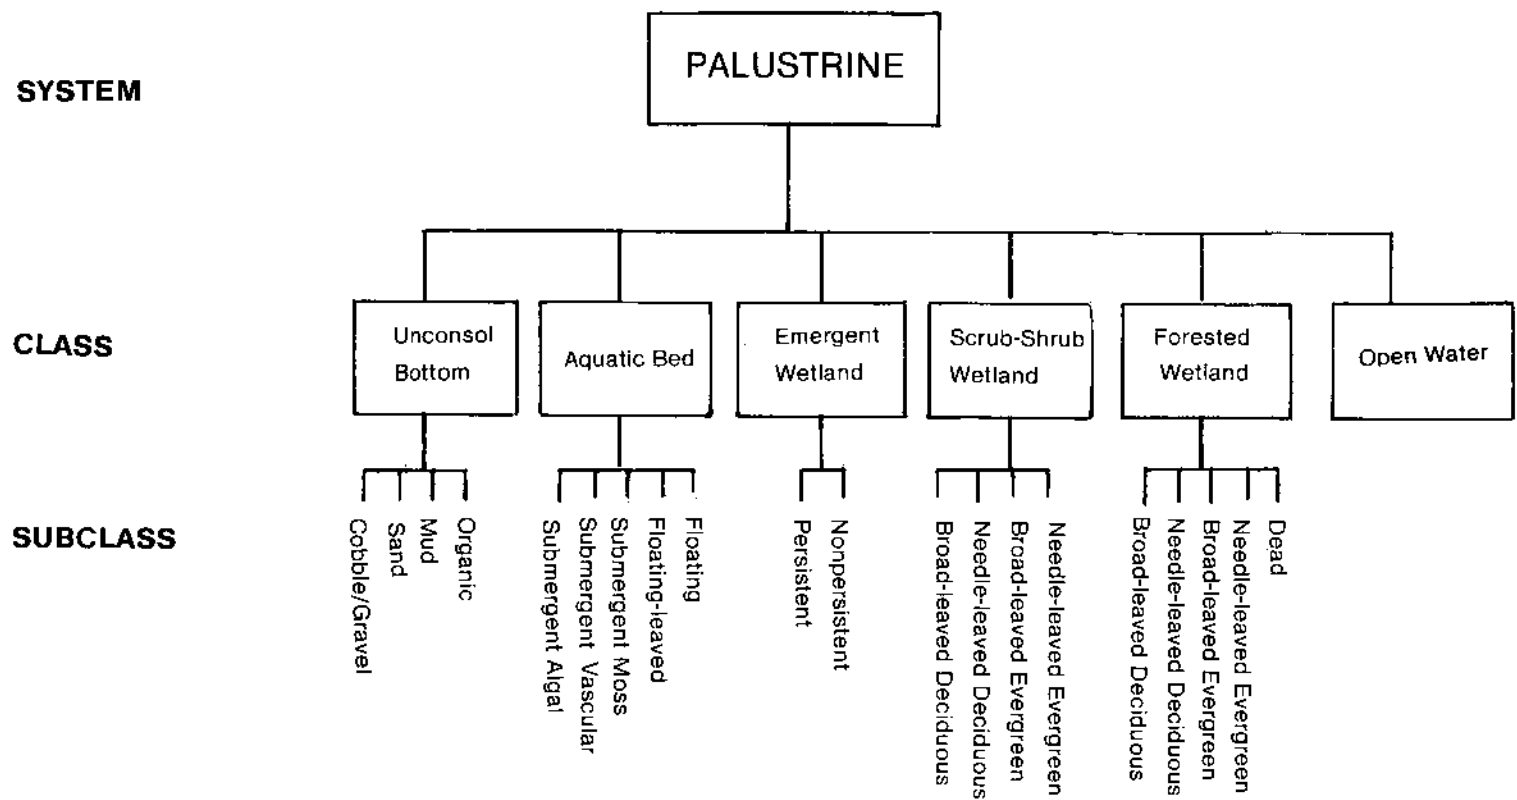 PALUSTRINE
SYSTEM
CLASS
Unconsol
Bottom
Aquatic Bed
Emergent
Wetland
Scrub-Shrub
Wetland
Forested
Wetland
Open Water
SUBCLASS
Cobble/Gravel
Sand
Mud
Organic
Submergent Algal
Submergent Vascular
Submergent Moss
Floating-leaved
Floating
Persistent
Nonpersistent
Broad-leaved Deciduous
Needle-leaved Deciduous
Broad-leaved Evergreen
Needle-leaved Evergreen
Broad-leaved Deciduous
Needle-leaved Deciduous
Broad-leaved Evergreen
Needle-leaved Evergreen
Dead